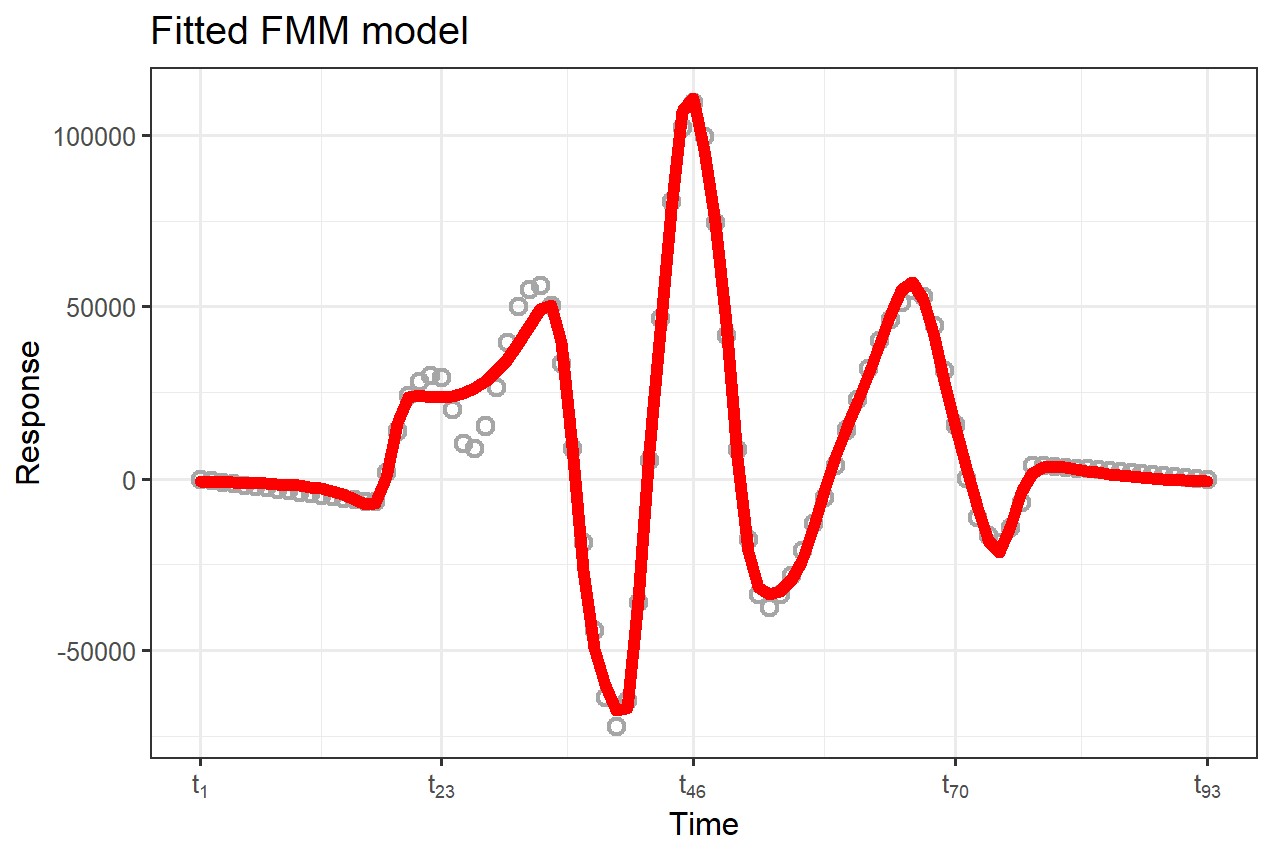 Fitted FMM model
Response
100000
50000
0
-50000
t₁ t₂₃ t₄₆ t₇₀ t₉₃
Time